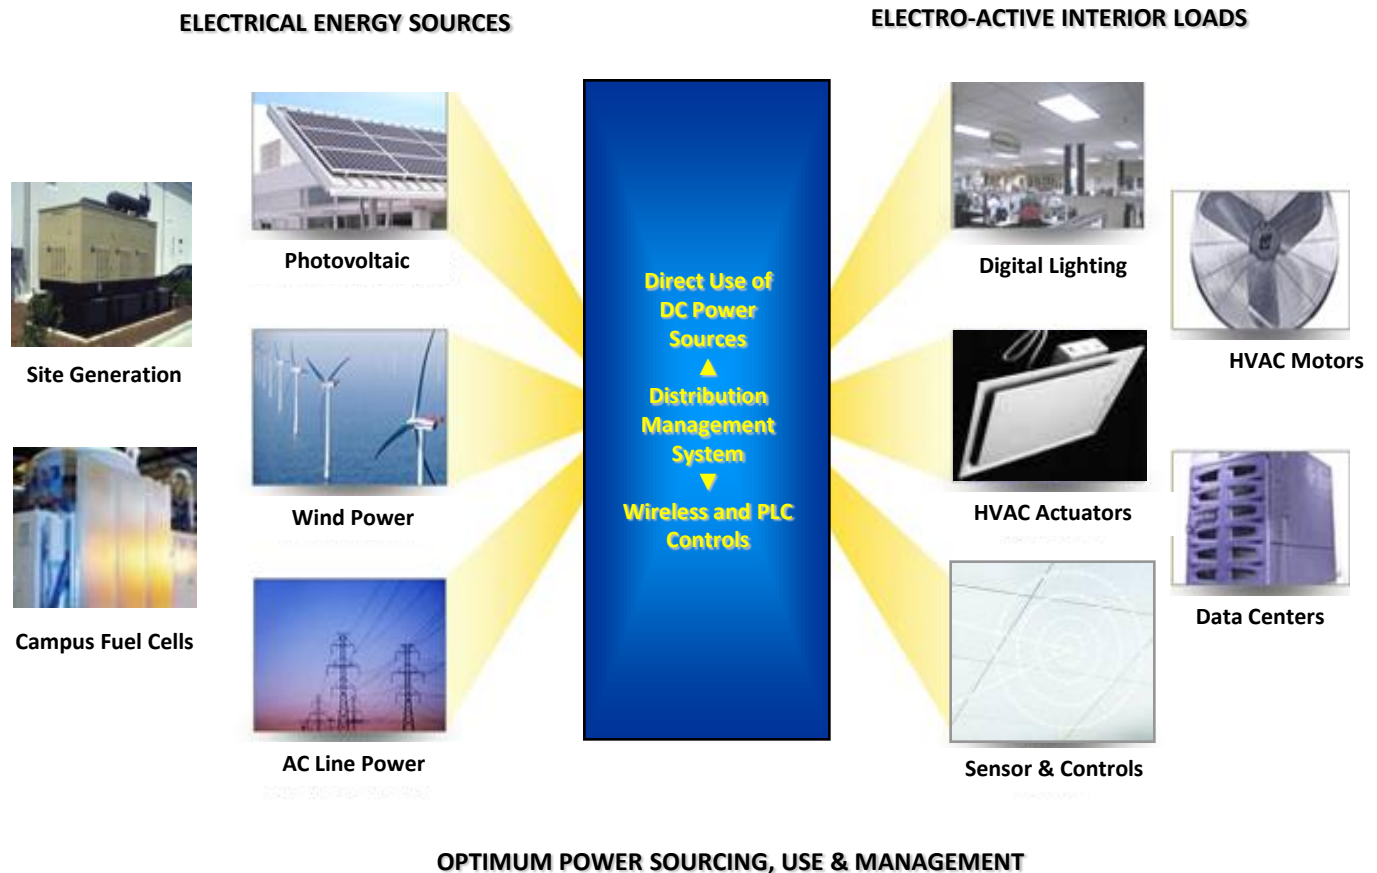 ELECTRICAL ENERGY SOURCES
ELECTRO-ACTIVE INTERIOR LOADS
Photovoltaic
Site Generation
Wind Power
Campus Fuel Cells
AC Line Power
Direct Use of
DC Power
Sources
▲
Distribution
Management
System
▼
Wireless and PLC
Controls
Digital Lighting
HVAC Motors
HVAC Actuators
Data Centers
Sensor & Controls
OPTIMUM POWER SOURCING, USE & MANAGEMENT